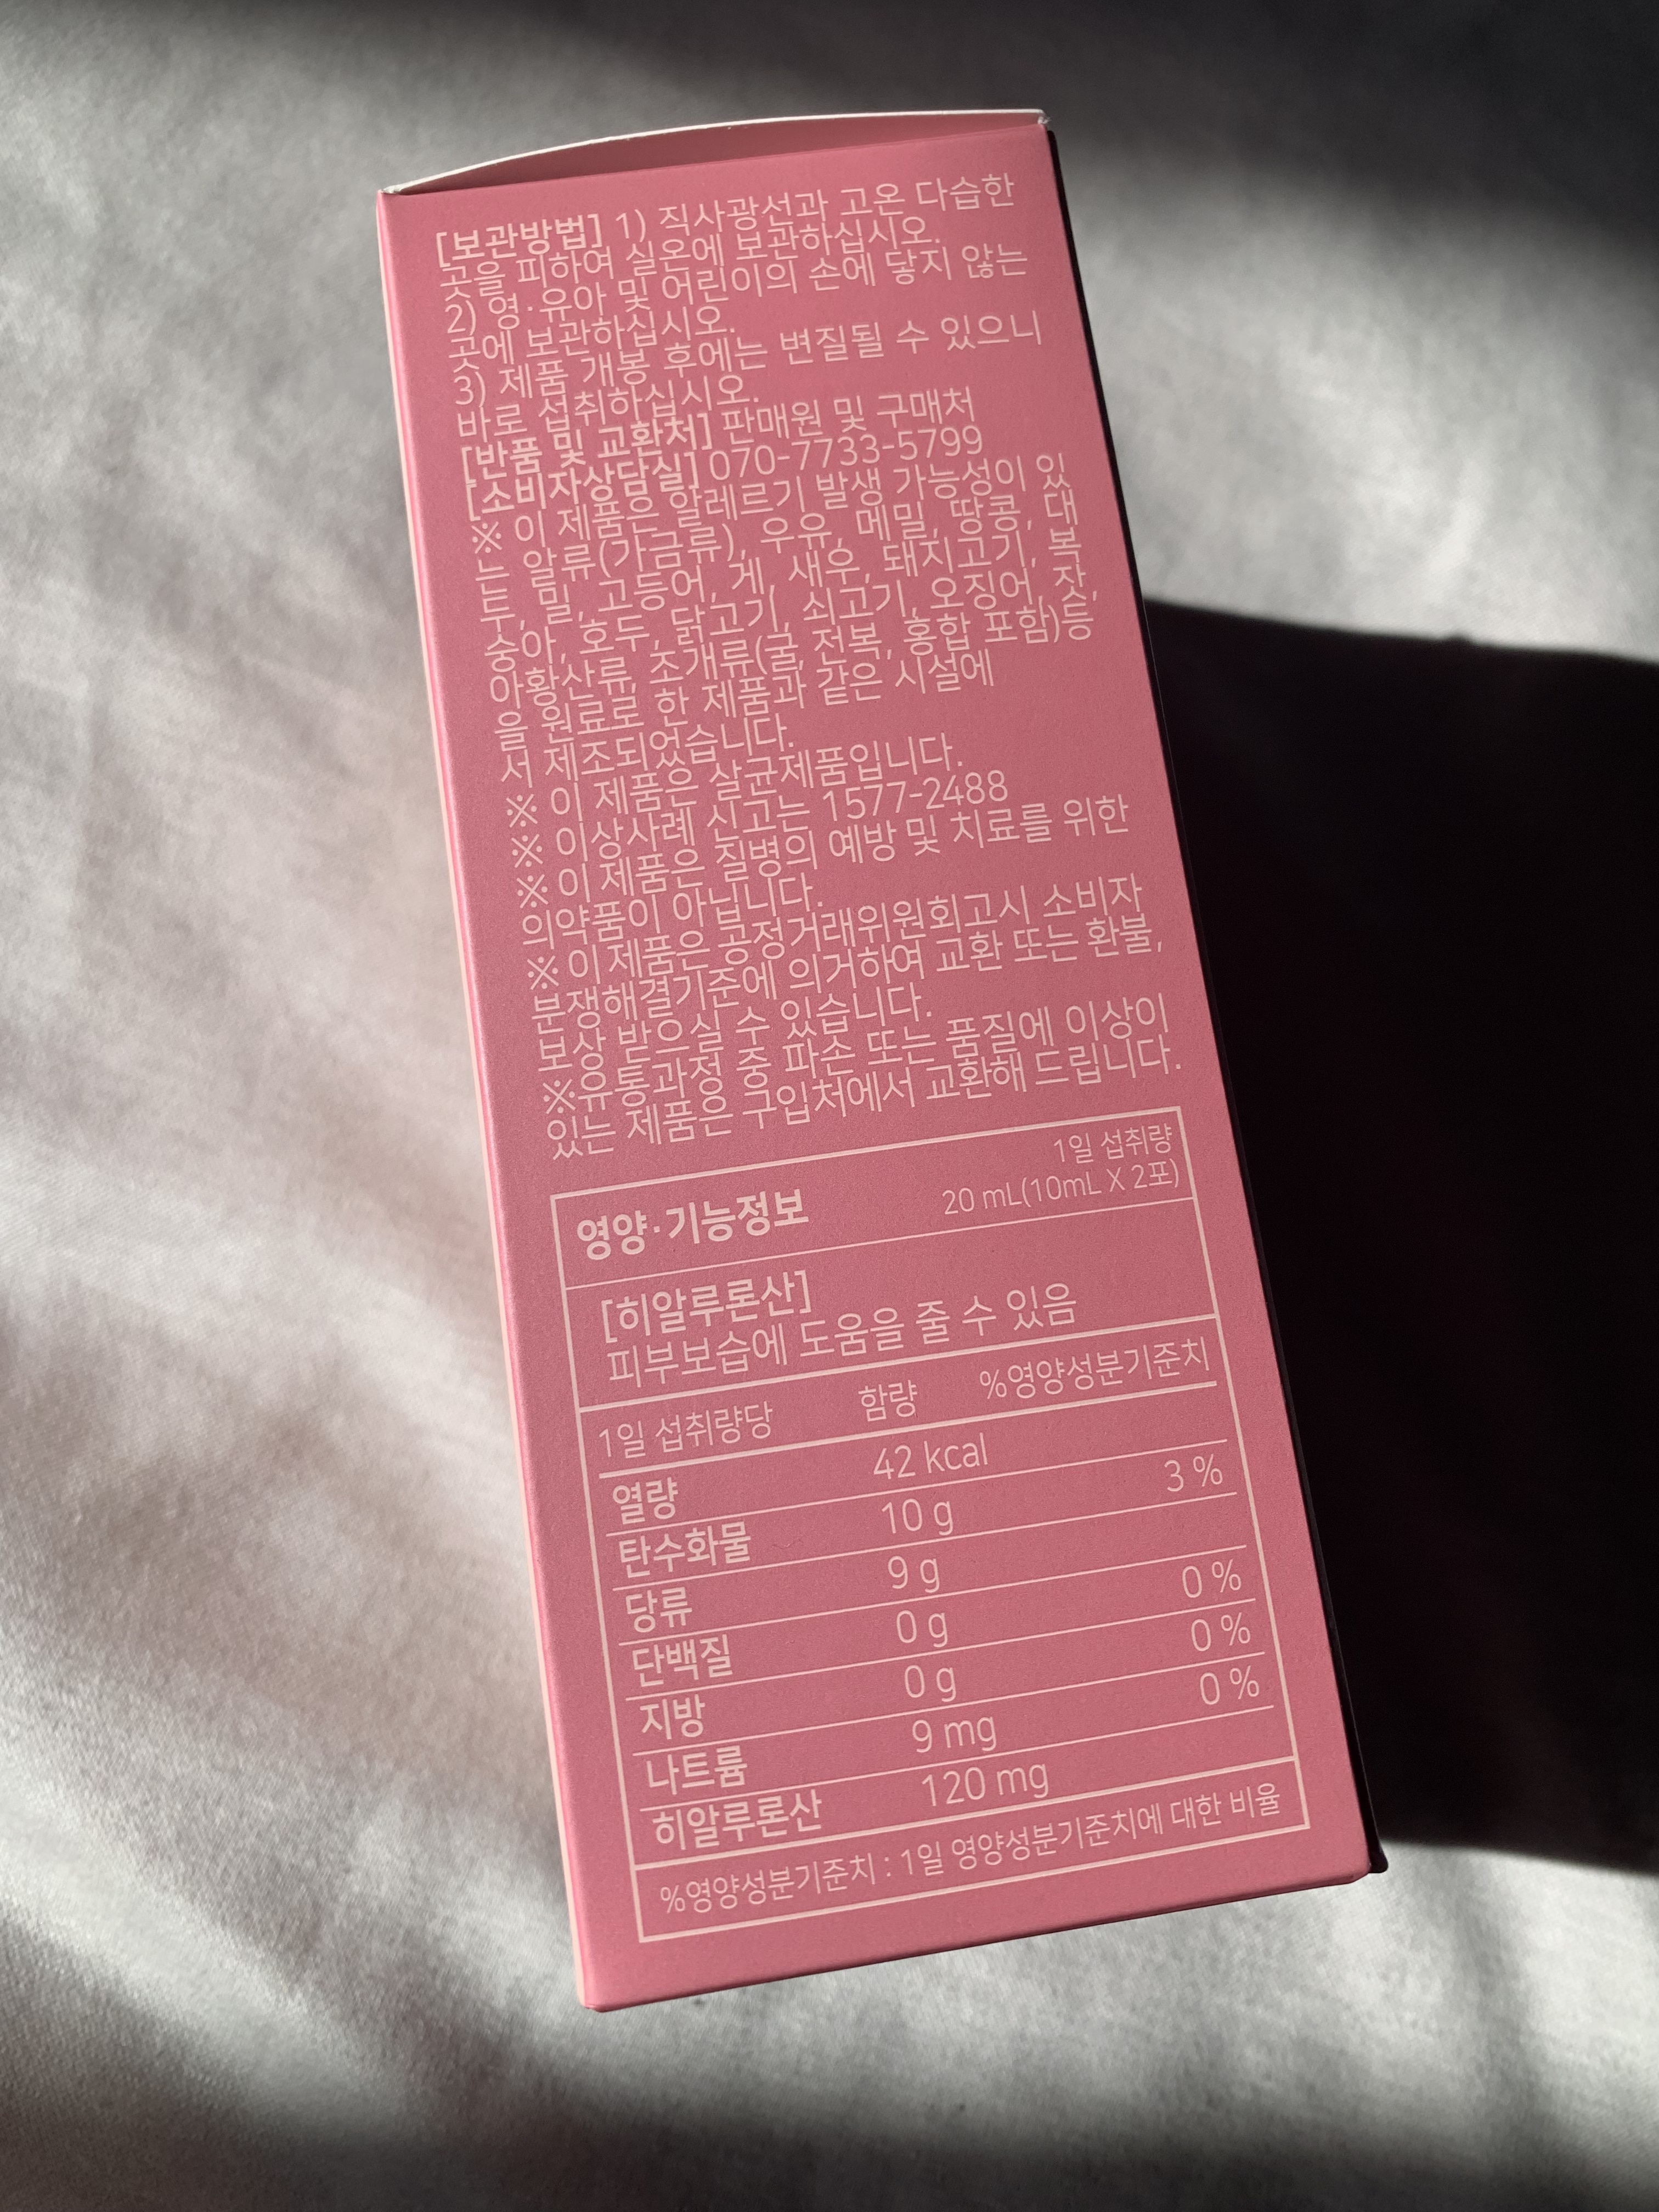 [보관방법] 1) 직사광선과 고온 다습한
곳을 피하여 실온에 보관하십시오.
2) 영·유아 및 어린이의 손에 닿지 않는
곳에 보관하십시오.
3) 제품 개봉 후에는 변질될 수 있으니
바로 섭취하십시오.
[반품 및 교환처] 판매원 및 구매처
[소비자상담실] 070-7733-5799
※ 이 제품은 알레르기 발생 가능성이 있
는 알류(가금류), 우유, 메밀, 땅콩, 대
두, 밀, 고등어, 게, 새우, 돼지고기, 복
숭아, 호두, 닭고기, 쇠고기, 오징어, 잣,
아황산류, 조개류(굴, 전복, 홍합 포함)등
을 원료로 한 제품과 같은 시설에
서 제조되었습니다.
※ 이 제품은 살균제품입니다.
※ 이상사례 신고는 1577-2488
※ 이 제품은 질병의 예방 및 치료를 위한
의약품이 아닙니다.
※ 이 제품은 공정거래위원회고시 소비자
분쟁해결기준에 의거하여 교환 또는 환불,
보상 받으실 수 있습니다.
※유통과정 중 파손 또는 품질에 이상이
있는 제품은 구입처에서 교환해 드립니다.
영양·기능정보
1일 섭취량
20 mL(10mL X 2포)
[히알루론산]
피부보습에 도움을 줄 수 있음
1일 섭취량당 함량 %영양성분기준치
열량 42 kcal
탄수화물 10 g 3 %
당류 9 g
단백질 0 g 0 %
지방 0 g 0 %
나트륨 9 mg 0 %
히알루론산 120 mg
%영양성분기준치 : 1일 영양성분기준치에 대한 비율